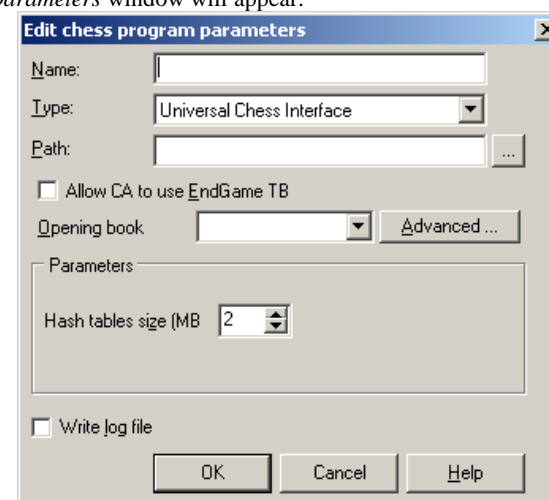 parameters window will appear.
Edit chess program parameters
Name:
Type: Universal Chess Interface
Path: ...
Allow CA to use EndGame TB
Opening book Advanced ...
Parameters
Hash tables size (MB 2
Write log file
OK Cancel Help